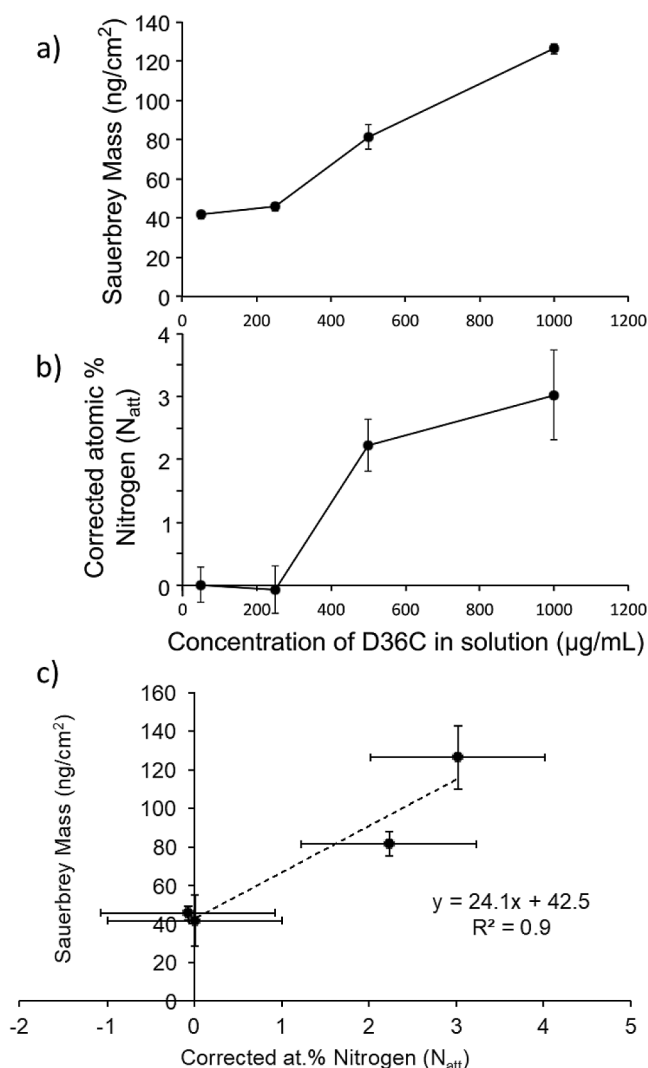 a)
Sauerbrey Mass (ng/cm²)
140
120
100
80
60
40
20
0
0 200 400 600 800 1000 1200
b)
Corrected atomic %
Nitrogen (Natt)
4
3
2
1
0
0 200 400 600 800 1000 1200
Concentration of D36C in solution (µg/mL)
c)
Sauerbrey Mass (ng/cm²)
160
140
120
100
80
60
40
20
0
y = 24.1x + 42.5
R² = 0.9
-2 -1 0 1 2 3 4 5
Corrected at.% Nitrogen (Natt)